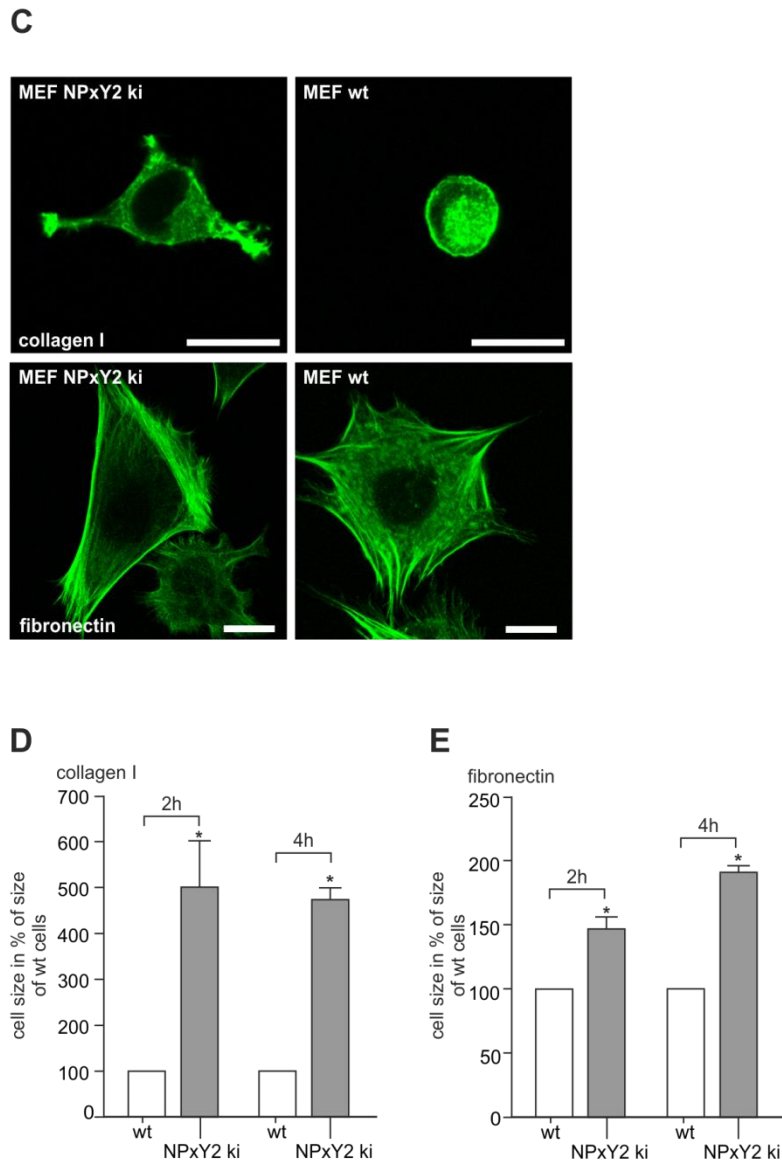 C
MEF NPxY2 ki
MEF wt
collagen I
MEF NPxY2 ki
MEF wt
fibronectin
D
collagen I
cell size in % of size
of wt cells
700
600
500
400
300
200
100
0
2h
*
4h
*
wt
NPxY2 ki
wt
NPxY2 ki
E
fibronectin
cell size in % of size
of wt cells
250
200
150
100
50
0
2h
*
4h
*
wt
NPxY2 ki
wt
NPxY2 ki